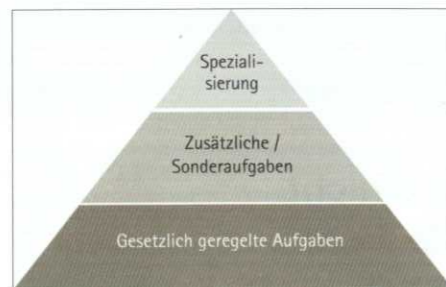 Speziali-
sierung
Zusätzliche /
Sonderaufgaben
Gesetzlich geregelte Aufgaben